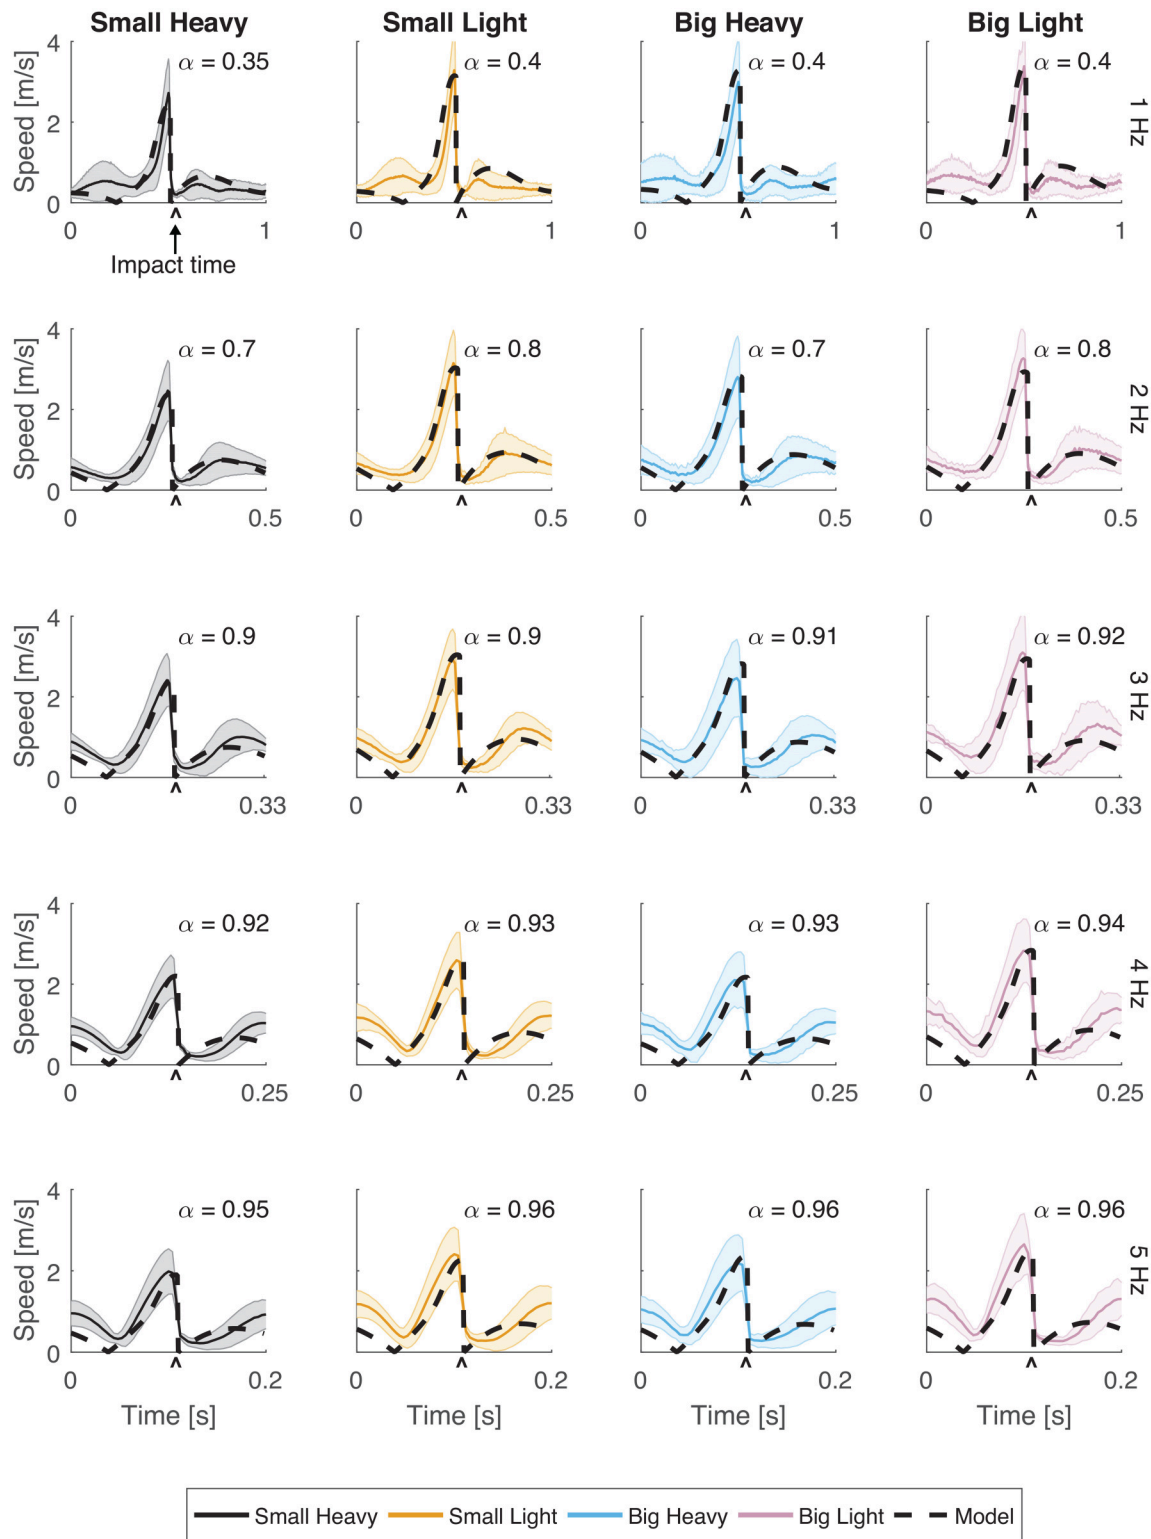 Small Heavy Small Light Big Heavy Big Light
Speed [m/s] 4 2 0 α = 0.35 α = 0.4 α = 0.4 α = 0.4 1 Hz
^ ^ ^ ^
0 1 0 1 0 1 0 1
Impact time
Speed [m/s] 4 2 0 α = 0.7 α = 0.8 α = 0.7 α = 0.8 2 Hz
^ ^ ^ ^
0 0.5 0 0.5 0 0.5 0 0.5
Speed [m/s] 4 2 0 α = 0.9 α = 0.9 α = 0.91 α = 0.92 3 Hz
^ ^ ^ ^
0 0.33 0 0.33 0 0.33 0 0.33
Speed [m/s] 4 2 0 α = 0.92 α = 0.93 α = 0.93 α = 0.94 4 Hz
^ ^ ^ ^
0 0.25 0 0.25 0 0.25 0 0.25
Speed [m/s] 4 2 0 α = 0.95 α = 0.96 α = 0.96 α = 0.96 5 Hz
^ ^ ^ ^
0 0.2 0 0.2 0 0.2 0 0.2
Time [s] Time [s] Time [s] Time [s]
Small Heavy Small Light Big Heavy Big Light Model